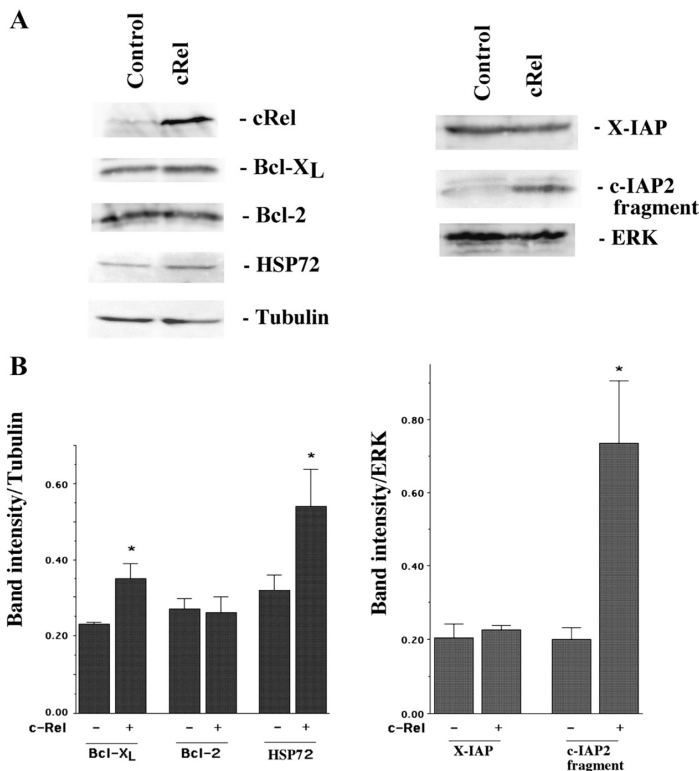 A
Control
cRel
- cRel
- Bcl-XL
- Bcl-2
- HSP72
- Tubulin
Control
cRel
- X-IAP
- c-IAP2
fragment
- ERK
B
Band intensity/Tubulin
0.60
0.40
0.20
0.00
*
*
c-Rel - + - + - +
Bcl-XL Bcl-2 HSP72
Band intensity/ERK
0.80
0.60
0.40
0.20
0.00
*
c-Rel - + - +
X-IAP c-IAP2
fragment